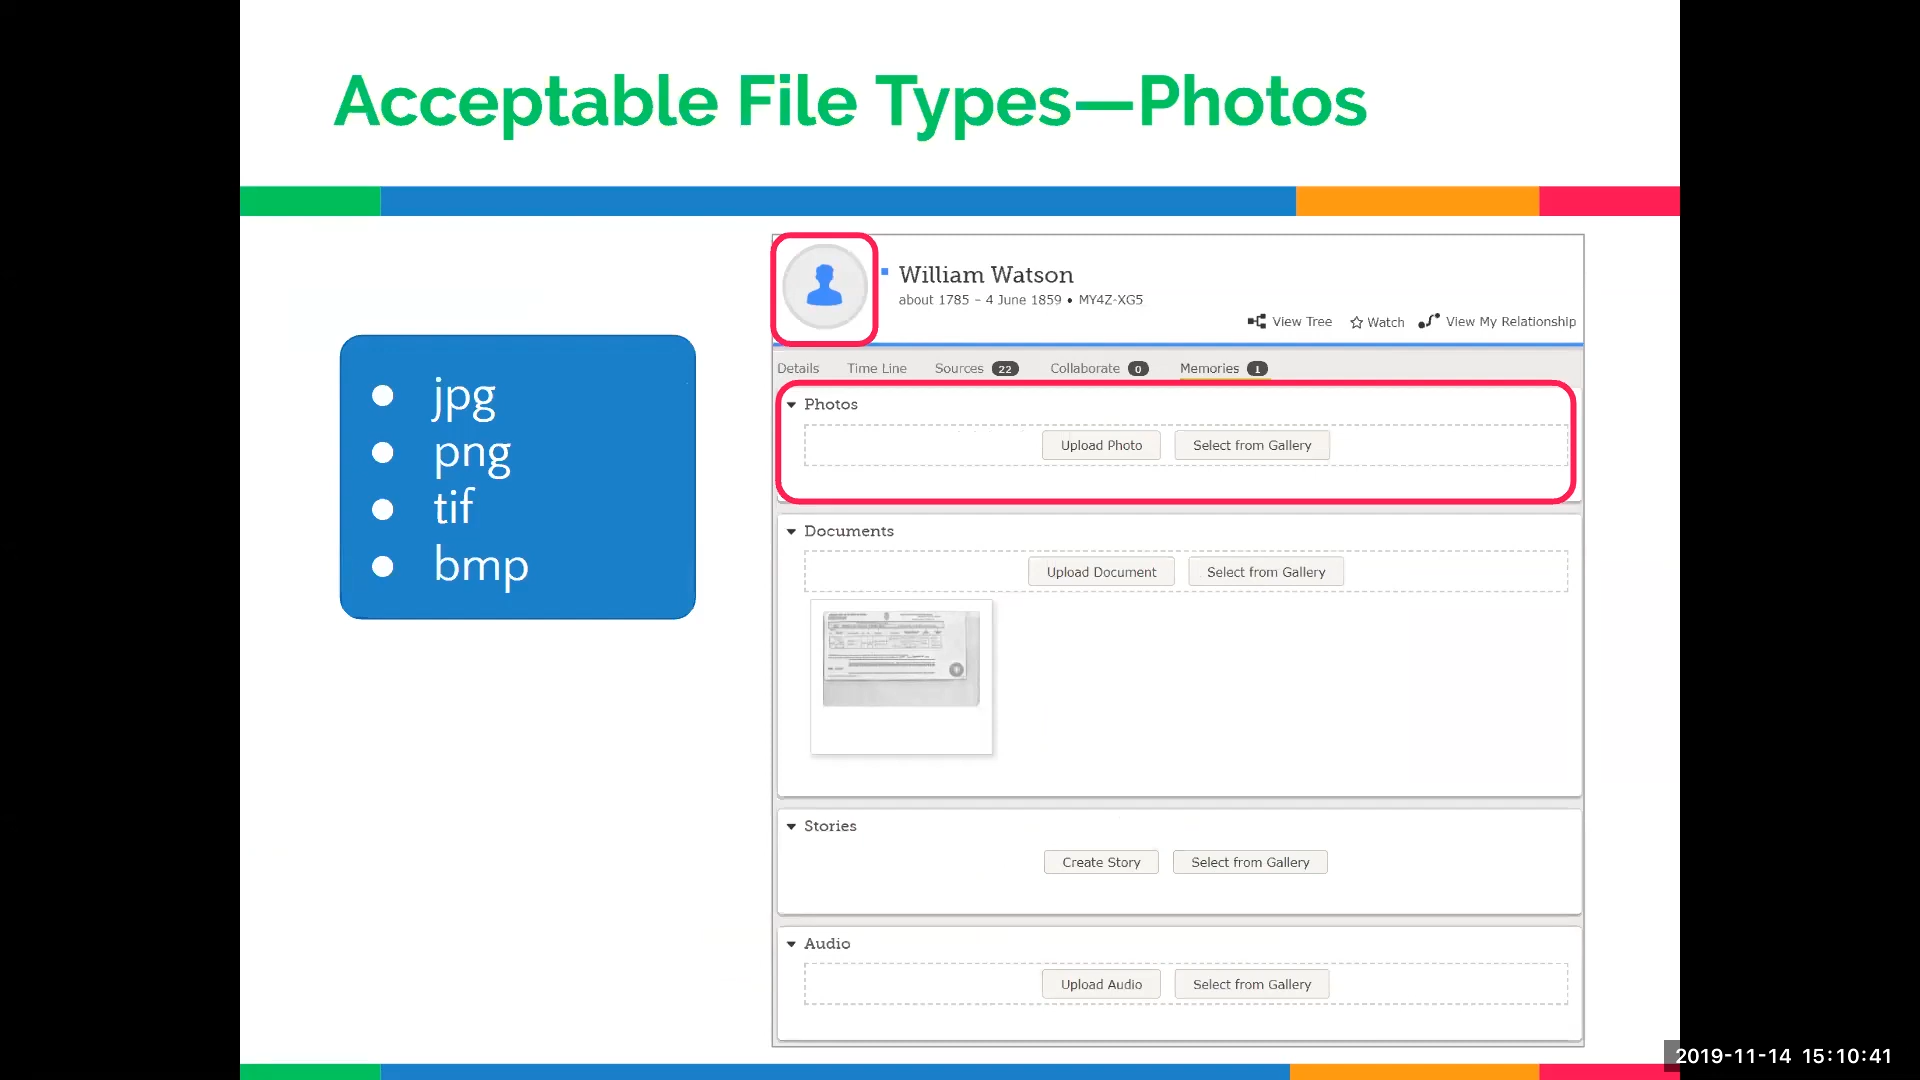 Acceptable File Types—Photos
jpg
png
tif
bmp
William Watson
about 1785 – 4 June 1859 • MY4Z-XG5
View Tree Watch View My Relationship
Details Time Line Sources 22 Collaborate 0 Memories 1
Photos
Upload Photo Select from Gallery
Documents
Upload Document Select from Gallery
Stories
Create Story Select from Gallery
Audio
Upload Audio Select from Gallery
2019-11-14 15:10:41